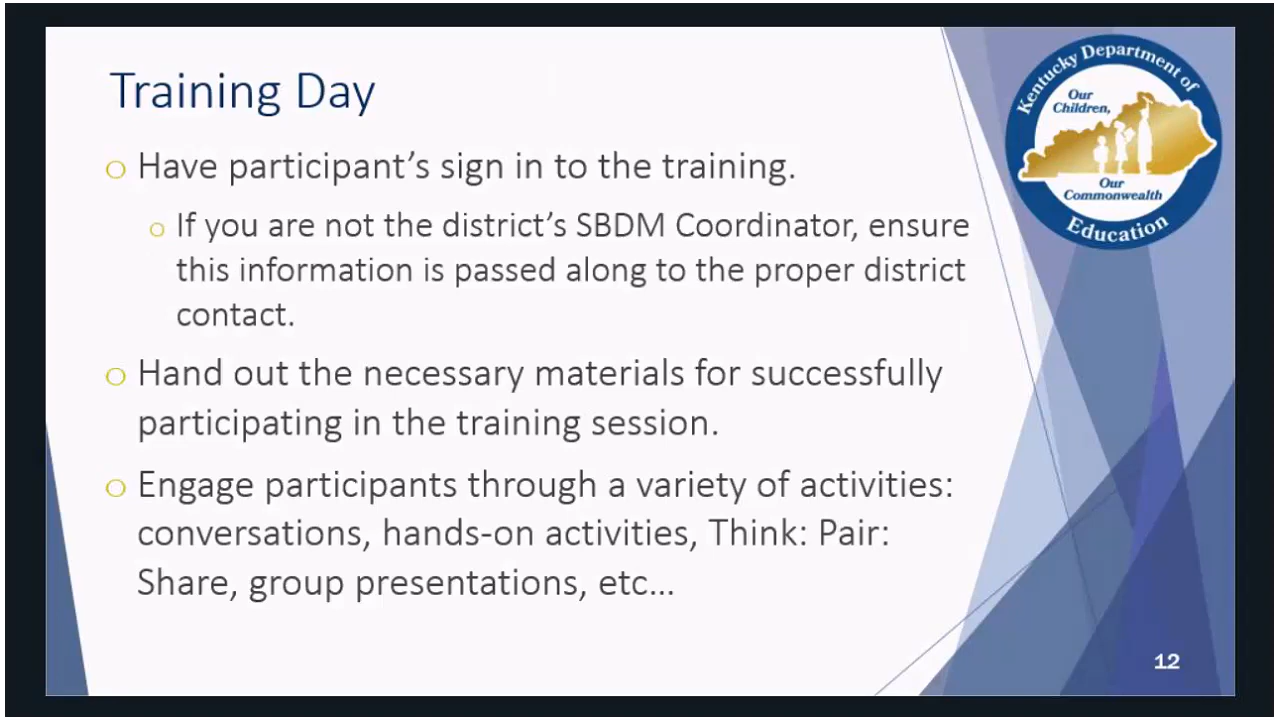 Training Day
o Have participant’s sign in to the training.
o If you are not the district’s SBDM Coordinator, ensure
this information is passed along to the proper district
contact.
o Hand out the necessary materials for successfully
participating in the training session.
o Engage participants through a variety of activities:
conversations, hands-on activities, Think: Pair:
Share, group presentations, etc…
Kentucky Department of
Education
Our
Children,
Our
Commonwealth
12